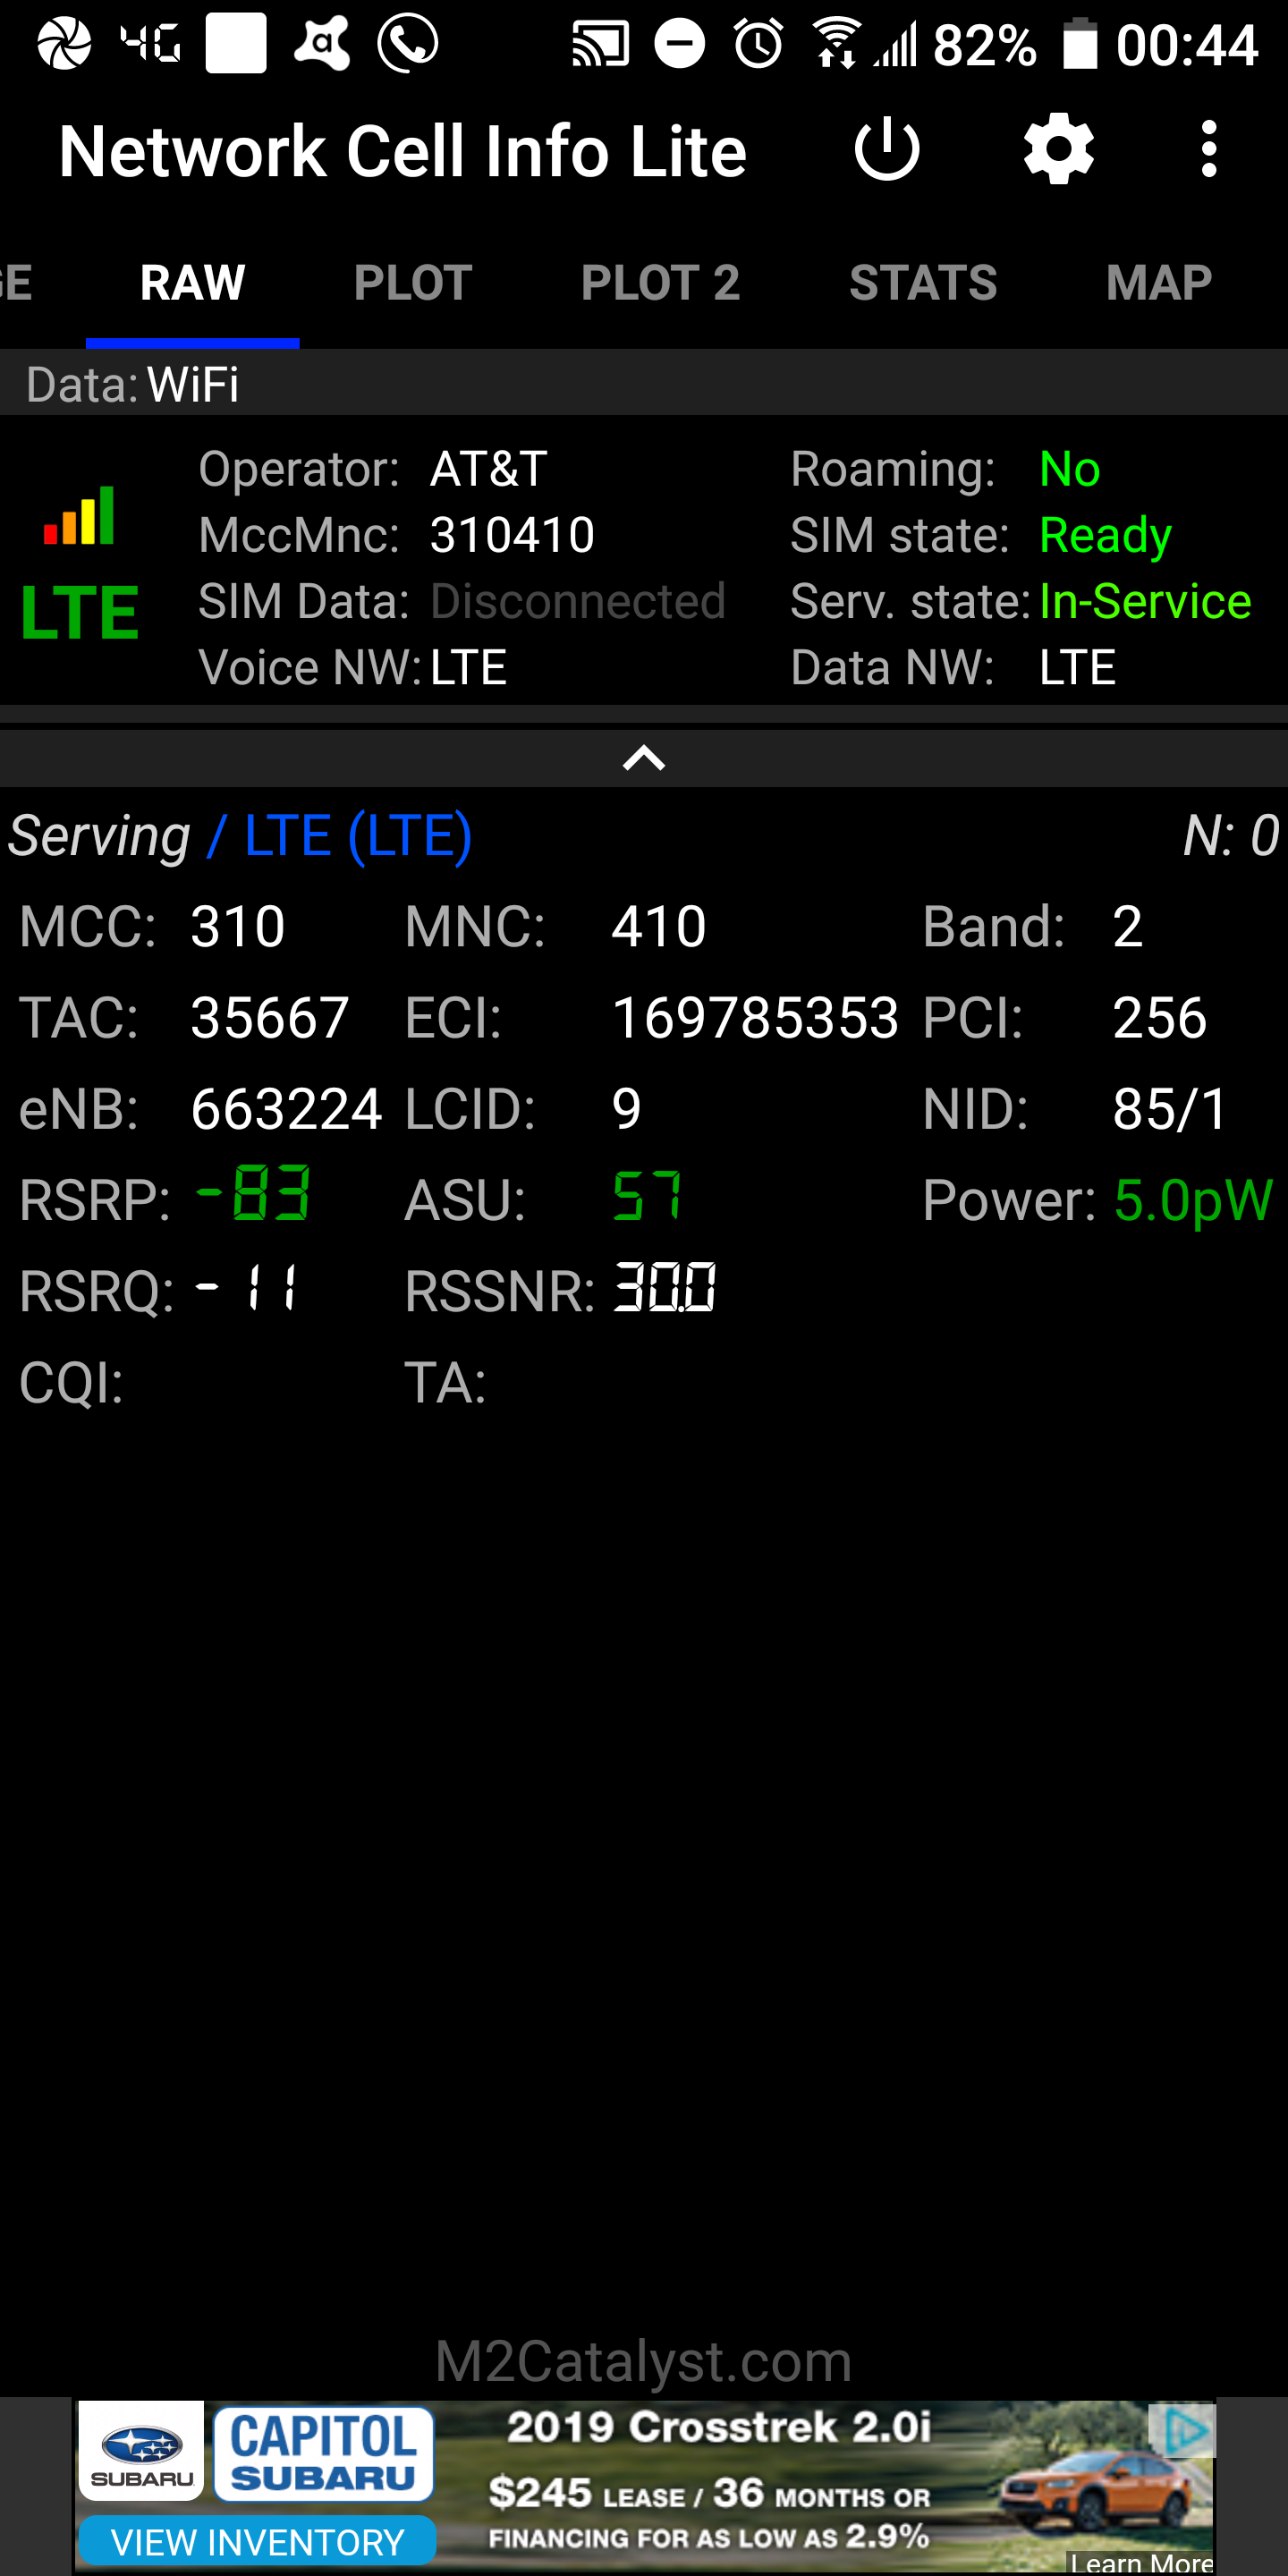 4G a 82% 00:44
Network Cell Info Lite
GE RAW PLOT PLOT 2 STATS MAP
Data: WiFi
Operator: AT&T Roaming: No
MccMnc: 310410 SIM state: Ready
LTE SIM Data: Disconnected Serv. state: In-Service
Voice NW: LTE Data NW: LTE
Serving / LTE (LTE) N: 0
MCC: 310 MNC: 410 Band: 2
TAC: 35667 ECI: 169785353 PCI: 256
eNB: 663224 LCID: 9 NID: 85/1
RSRP: -83 ASU: 57 Power: 5.0pW
RSRQ: -11 RSSNR: 30.0
CQI: TA:
M2Catalyst.com
SUBARU
CAPITOL
SUBARU
VIEW INVENTORY
2019 Crosstrek 2.0i
$245 LEASE / 36 MONTHS OR
FINANCING FOR AS LOW AS 2.9%
Learn More